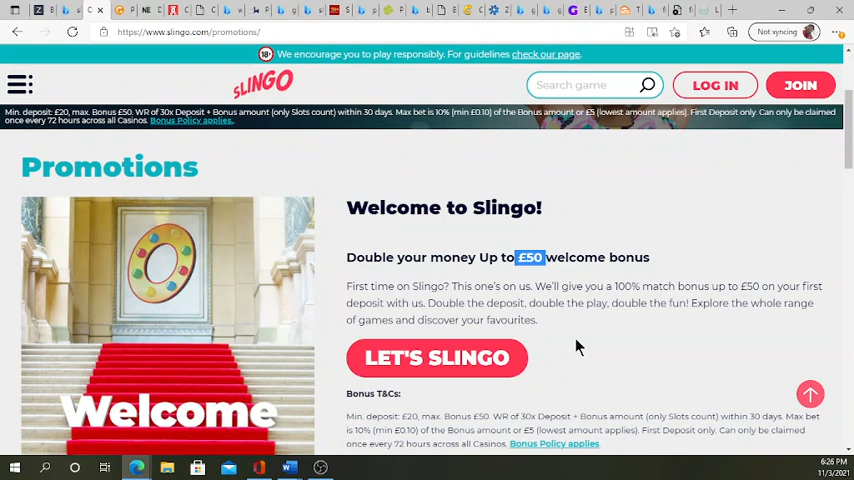 https://www.slingo.com/promotions/
Not syncing
18+ We encourage you to play responsibly. For guidelines check our page.
SLINGO
Search game
LOG IN
JOIN
Min. deposit: £20, max. Bonus £50. WR of 30x Deposit + Bonus amount (only Slots count) within 30 days. Max bet is 10% (min £0.10) of the Bonus amount or £5 (lowest amount applies). First Deposit only. Can only be claimed
once every 72 hours across all Casinos. Bonus Policy applies.
Promotions
Welcome to Slingo!
Double your money Up to £50 welcome bonus
First time on Slingo? This one's on us. We'll give you a 100% match bonus up to £50 on your first
deposit with us. Double the deposit, double the play, double the fun! Explore the whole range
of games and discover your favourites.
LET'S SLINGO
Welcome
Bonus T&Cs:
Min. deposit: £20, max. Bonus £50. WR of 30x Deposit + Bonus amount (only Slots count) within 30 days. Max
bet is 10% (min £0.10) of the Bonus amount or £5 (lowest amount applies). First Deposit only. Can only be
claimed once every 72 hours across all Casinos. Bonus Policy applies.
6:26 PM
11/3/2021